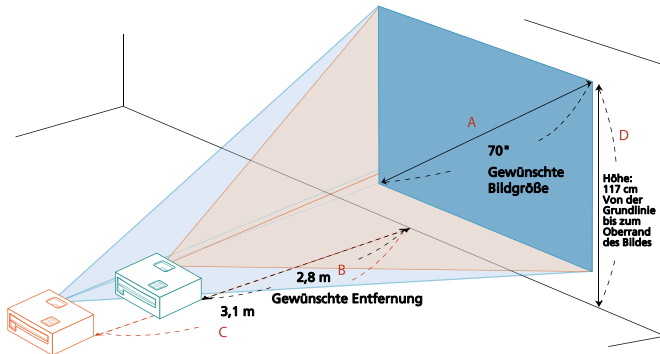 A
D
70"
Gewünschte
Bildgröße
Höhe:
117 cm
Von der
Grundlinie
bis zum
Oberrand
des Bildes
2,8 m
B
Gewünschte Entfernung
3,1 m
C